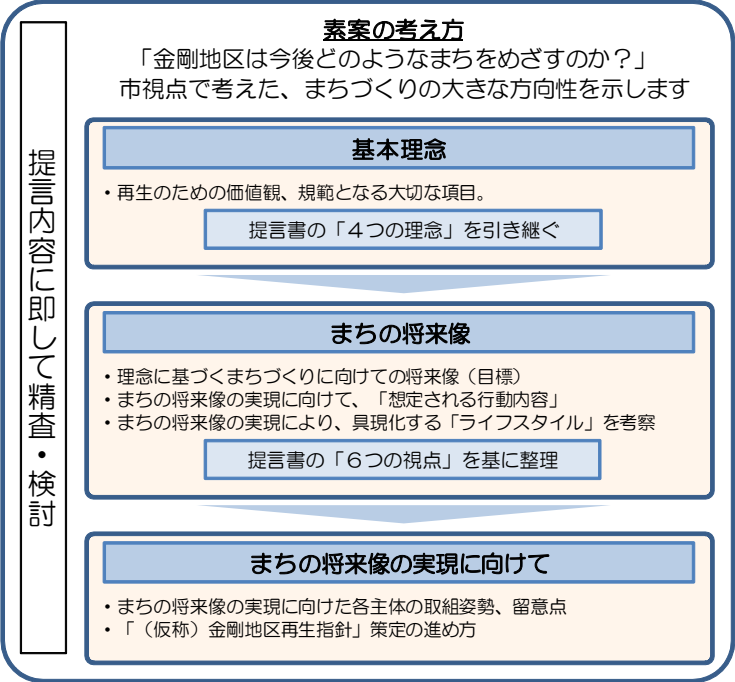 素案の考え方
「金剛地区は今後どのようなまちをめざすのか？」
市視点で考えた、まちづくりの大きな方向性を示します
提言内容に即して精査・検討
基本理念
・再生のための価値観、規範となる大切な項目。
提言書の「４つの理念」を引き継ぐ
まちの将来像
・理念に基づくまちづくりに向けての将来像（目標）
・まちの将来像の実現に向けて、「想定される行動内容」
・まちの将来像の実現により、具現化する「ライフスタイル」を考察
提言書の「６つの視点」を基に整理
まちの将来像の実現に向けて
・まちの将来像の実現に向けた各主体の取組姿勢、留意点
・「（仮称）金剛地区再生指針」策定の進め方